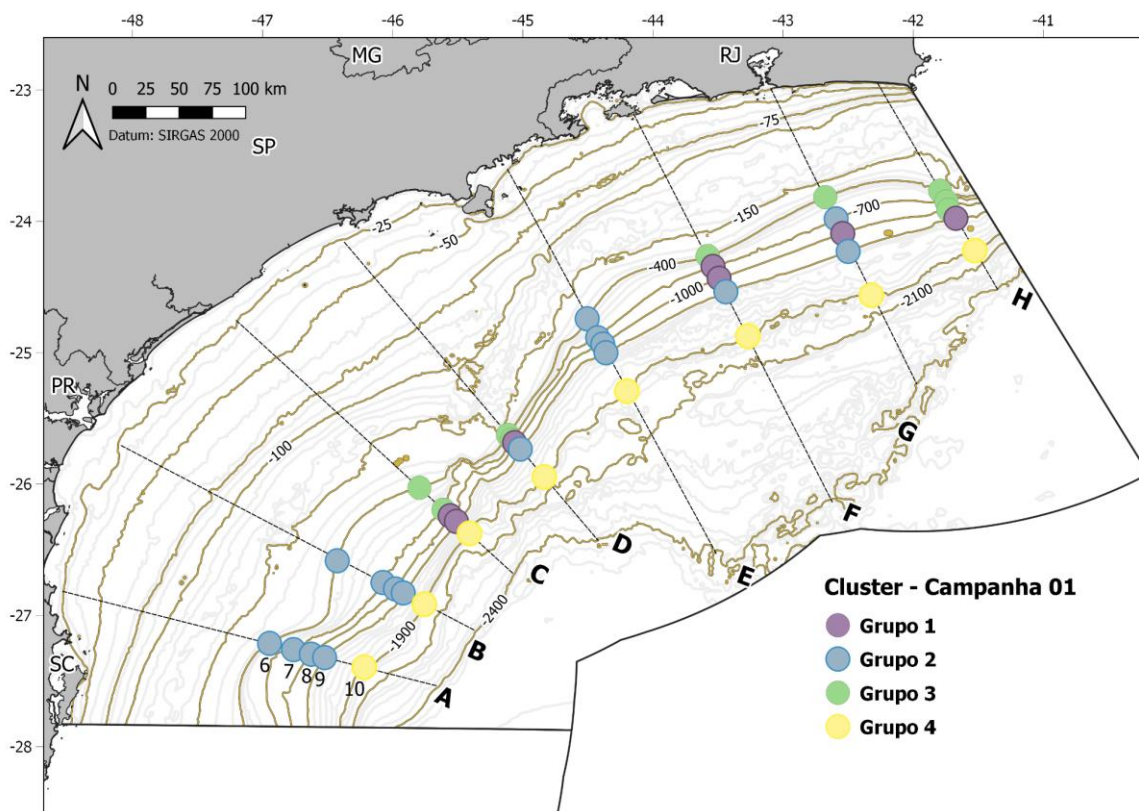 -48 -47 -46 -45 -44 -43 -42 -41
MG
RJ
N
0 25 50 75 100 km
-23
Datum: SIRGAS 2000
SP
-75
-24
-25
-150
-700
-50
-400
-1000
-2100
H
-25
PR
-100
G
D
F
-26
C
E
-2400
-27
-1900
B
SC
6 7 8 9 10
A
-28
Cluster - Campanha 01
Grupo 1
Grupo 2
Grupo 3
Grupo 4